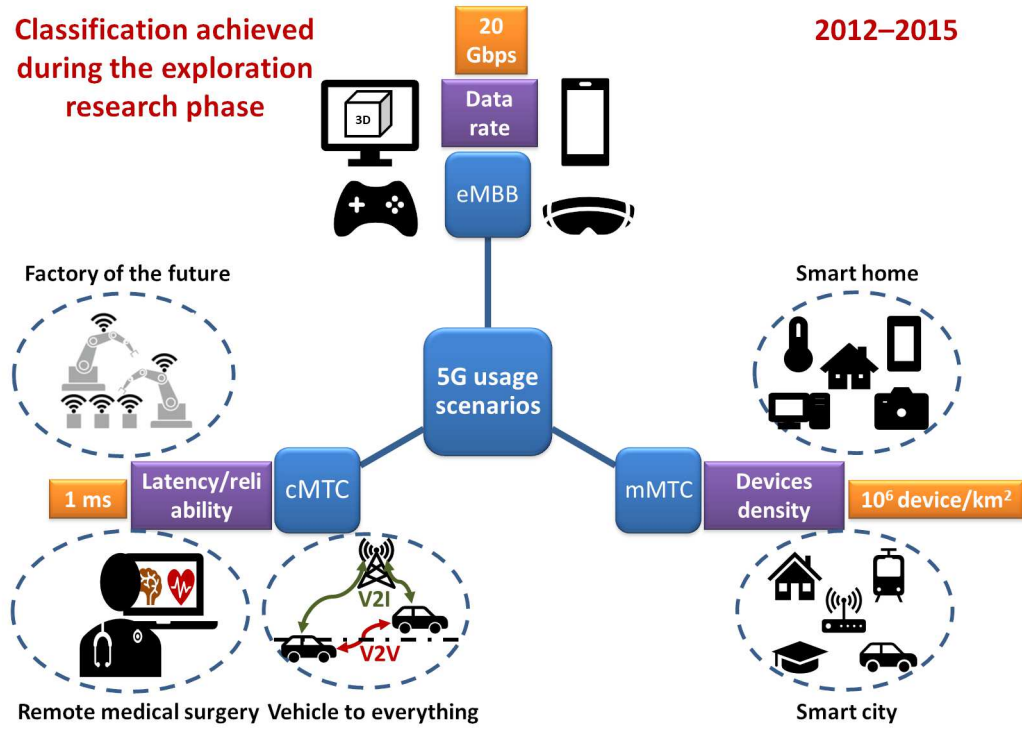 Classification achieved
during the exploration
research phase
2012–2015
20
Gbps
Data
rate
3D
eMBB
Factory of the future
Smart home
5G usage
scenarios
1 ms
Latency/reli
ability
cMTC
mMTC
Devices
density
10⁶ device/km²
V2I
V2V
Remote medical surgery
Vehicle to everything
Smart city